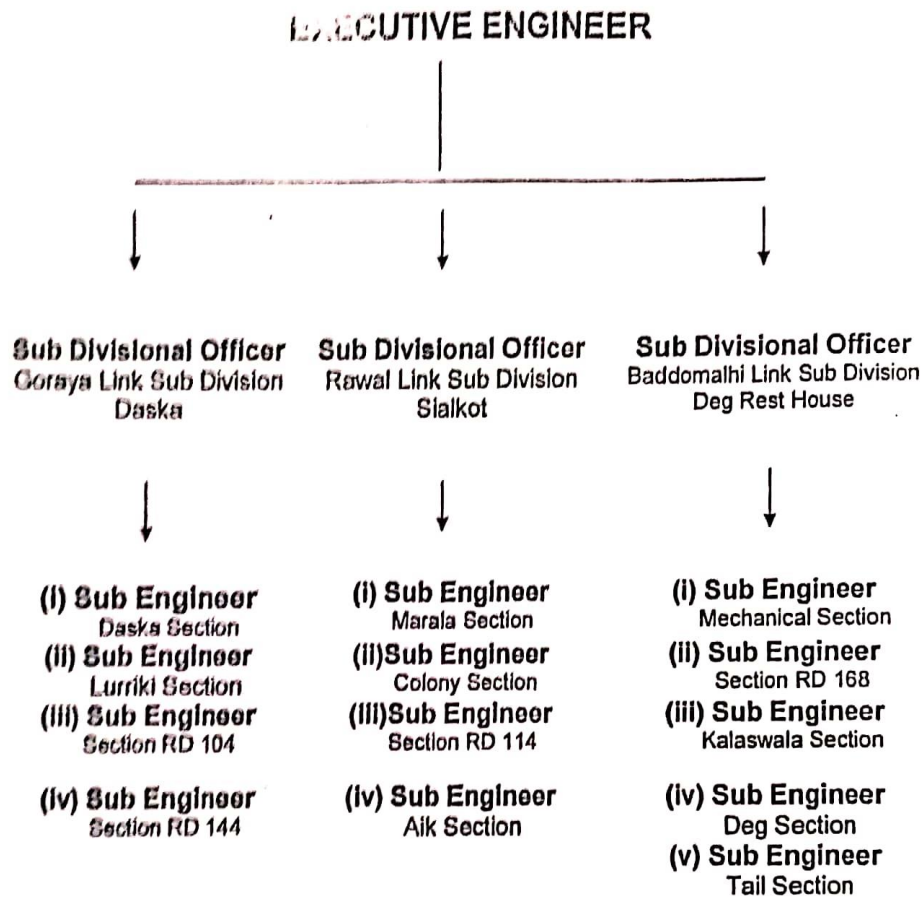 EXECUTIVE ENGINEER
Sub Divisional Officer
Goraya Link Sub Division
Daska
Sub Divisional Officer
Rawal Link Sub Division
Sialkot
Sub Divisional Officer
Baddomalhi Link Sub Division
Deg Rest House
(i) Sub Engineer
Daska Section
(ii) Sub Engineer
Lurriki Section
(iii) Sub Engineer
Section RD 104
(iv) Sub Engineer
Section RD 144
(i) Sub Engineer
Marala Section
(ii)Sub Engineer
Colony Section
(iii)Sub Engineer
Section RD 114
(iv) Sub Engineer
Aik Section
(i) Sub Engineer
Mechanical Section
(ii) Sub Engineer
Section RD 168
(iii) Sub Engineer
Kalaswala Section
(iv) Sub Engineer
Deg Section
(v) Sub Engineer
Tail Section